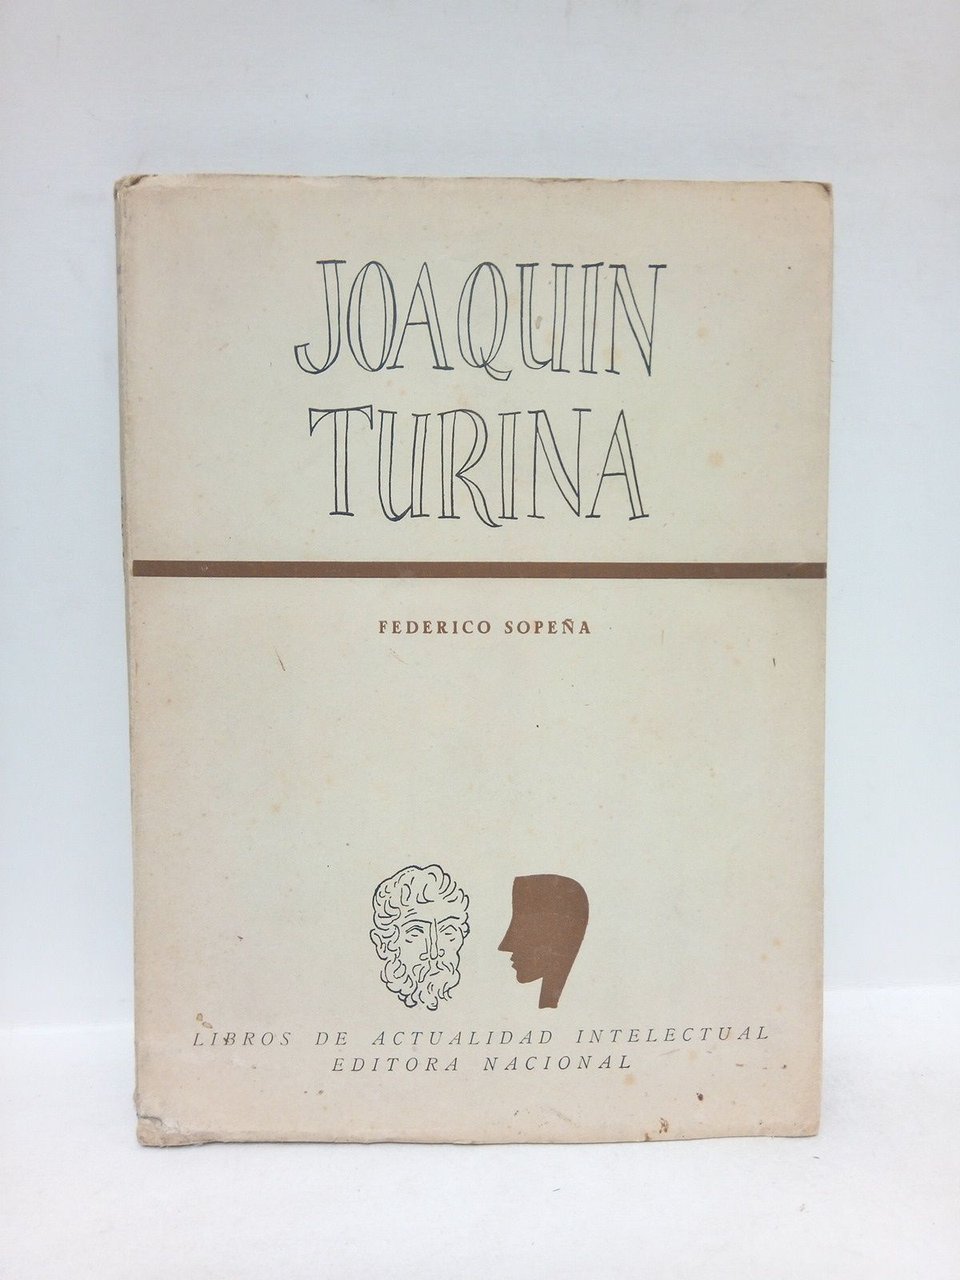 JOAQUIN
TURINA
FEDERICO SOPEÑA
LIBROS DE ACTUALIDAD INTELECTUAL
EDITORA NACIONAL